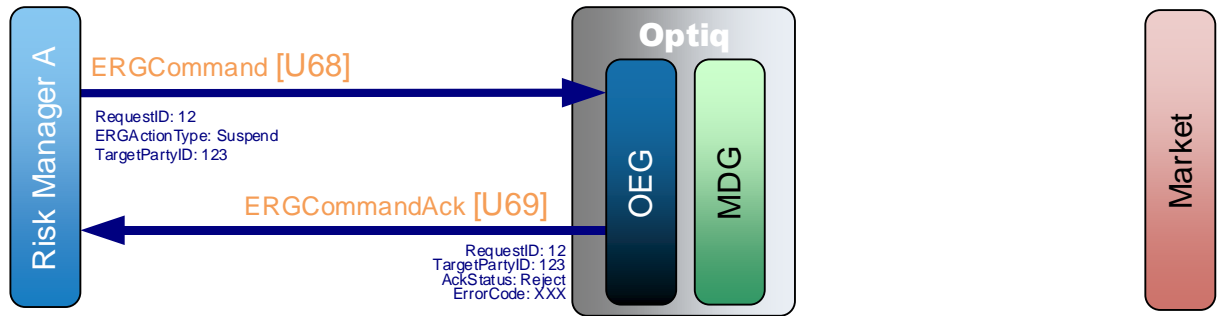 Risk Manager A
ERGCommand [U68]
RequestID: 12
ERGActionType: Suspend
TargetPartyID: 123
ERGCommandAck [U69]
RequestID: 12
TargetPartyID: 123
AckStatus: Reject
ErrorCode: XXX
Optiq
OEG
MDG
Market